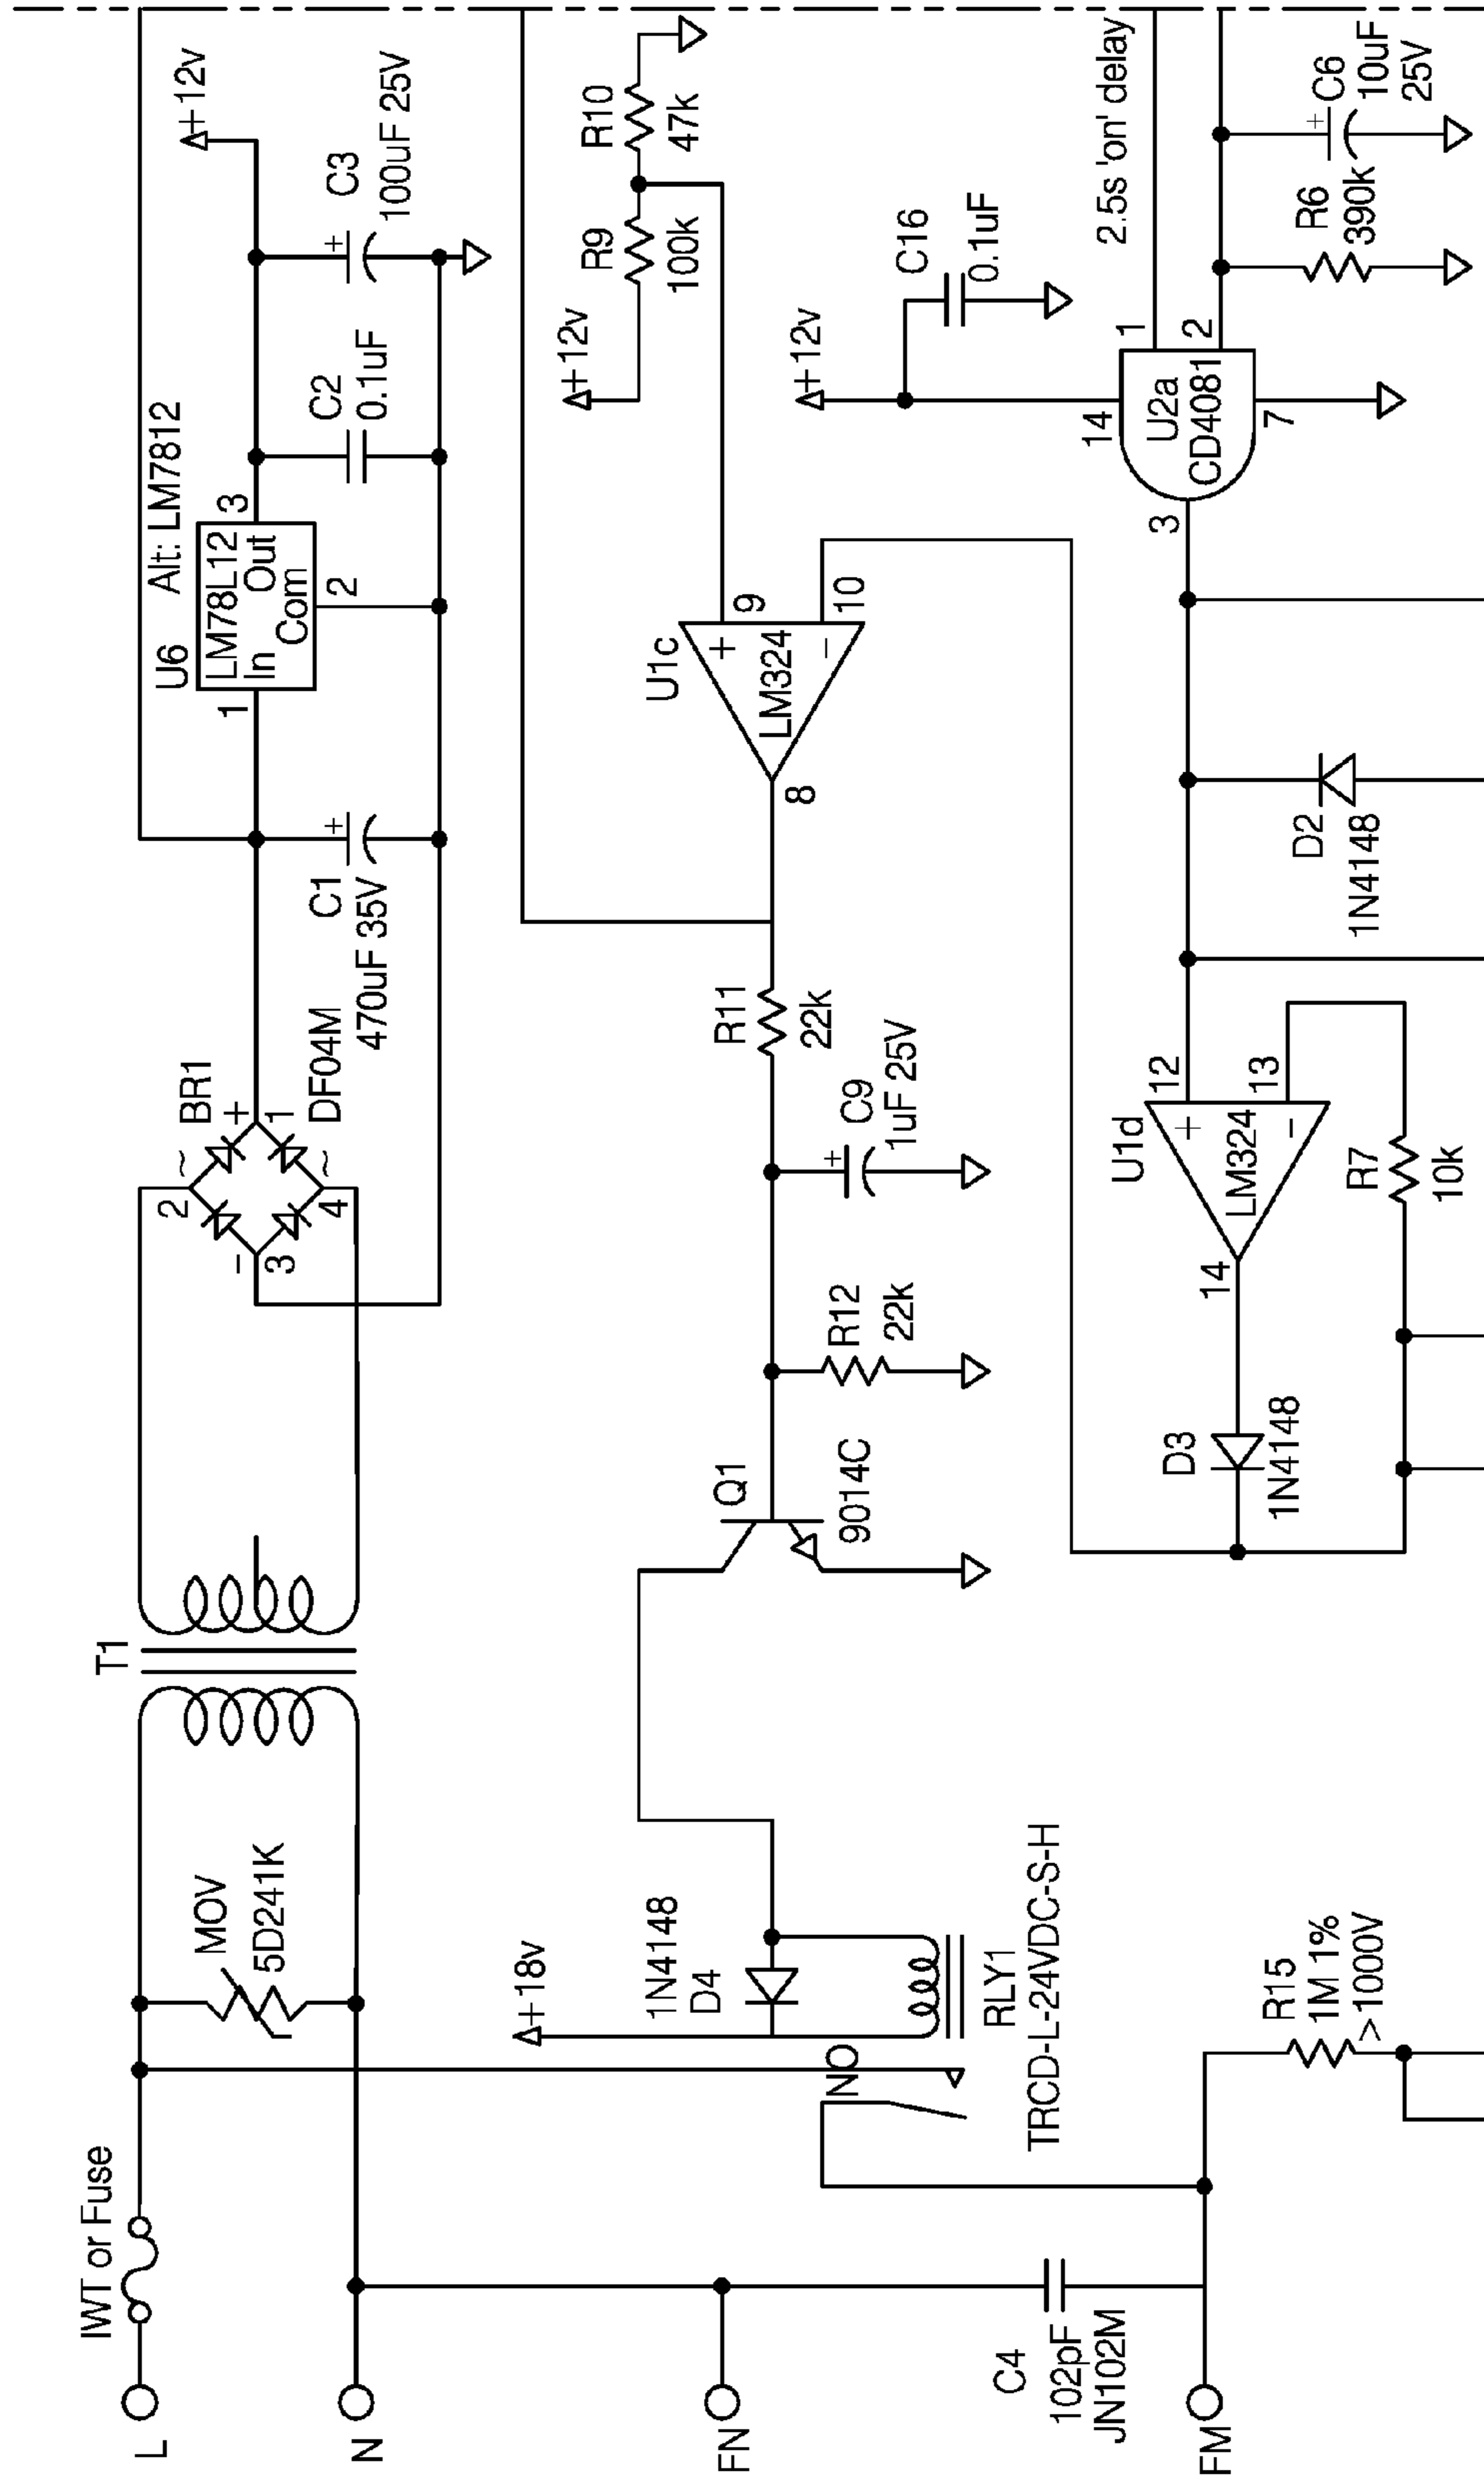 L
IWT or Fuse
N
MOV
5D241K
T1
BR1
~
+
1
2
−
3
4
~
DF04M
C1
+
470uF 35V
Alt: LM7812
U6
1
LM78L12
In
Out
Com
3
2
C2
0.1uF
+12v
C3
+
100uF 25V
FN
+18v
1N4148
D4
NO
RLY1
TRCD-L-24VDC-S-H
Q1
9014C
R12
22k
C9
+
1uF 25V
R11
22k
8
U1c
LM324
+
−
9
10
+12v
R9
100k
R10
47k
+12v
C16
0.1uF
C4
102pF
JN102M
FM
R15
1M 1%
>1000V
D3
1N4148
14
U1d
LM324
+
−
12
13
R7
10k
D2
1N4148
3
14
U2a
CD4081
7
1
2
2.5s 'on' delay
R6
390k
C6
+
10uF
25V